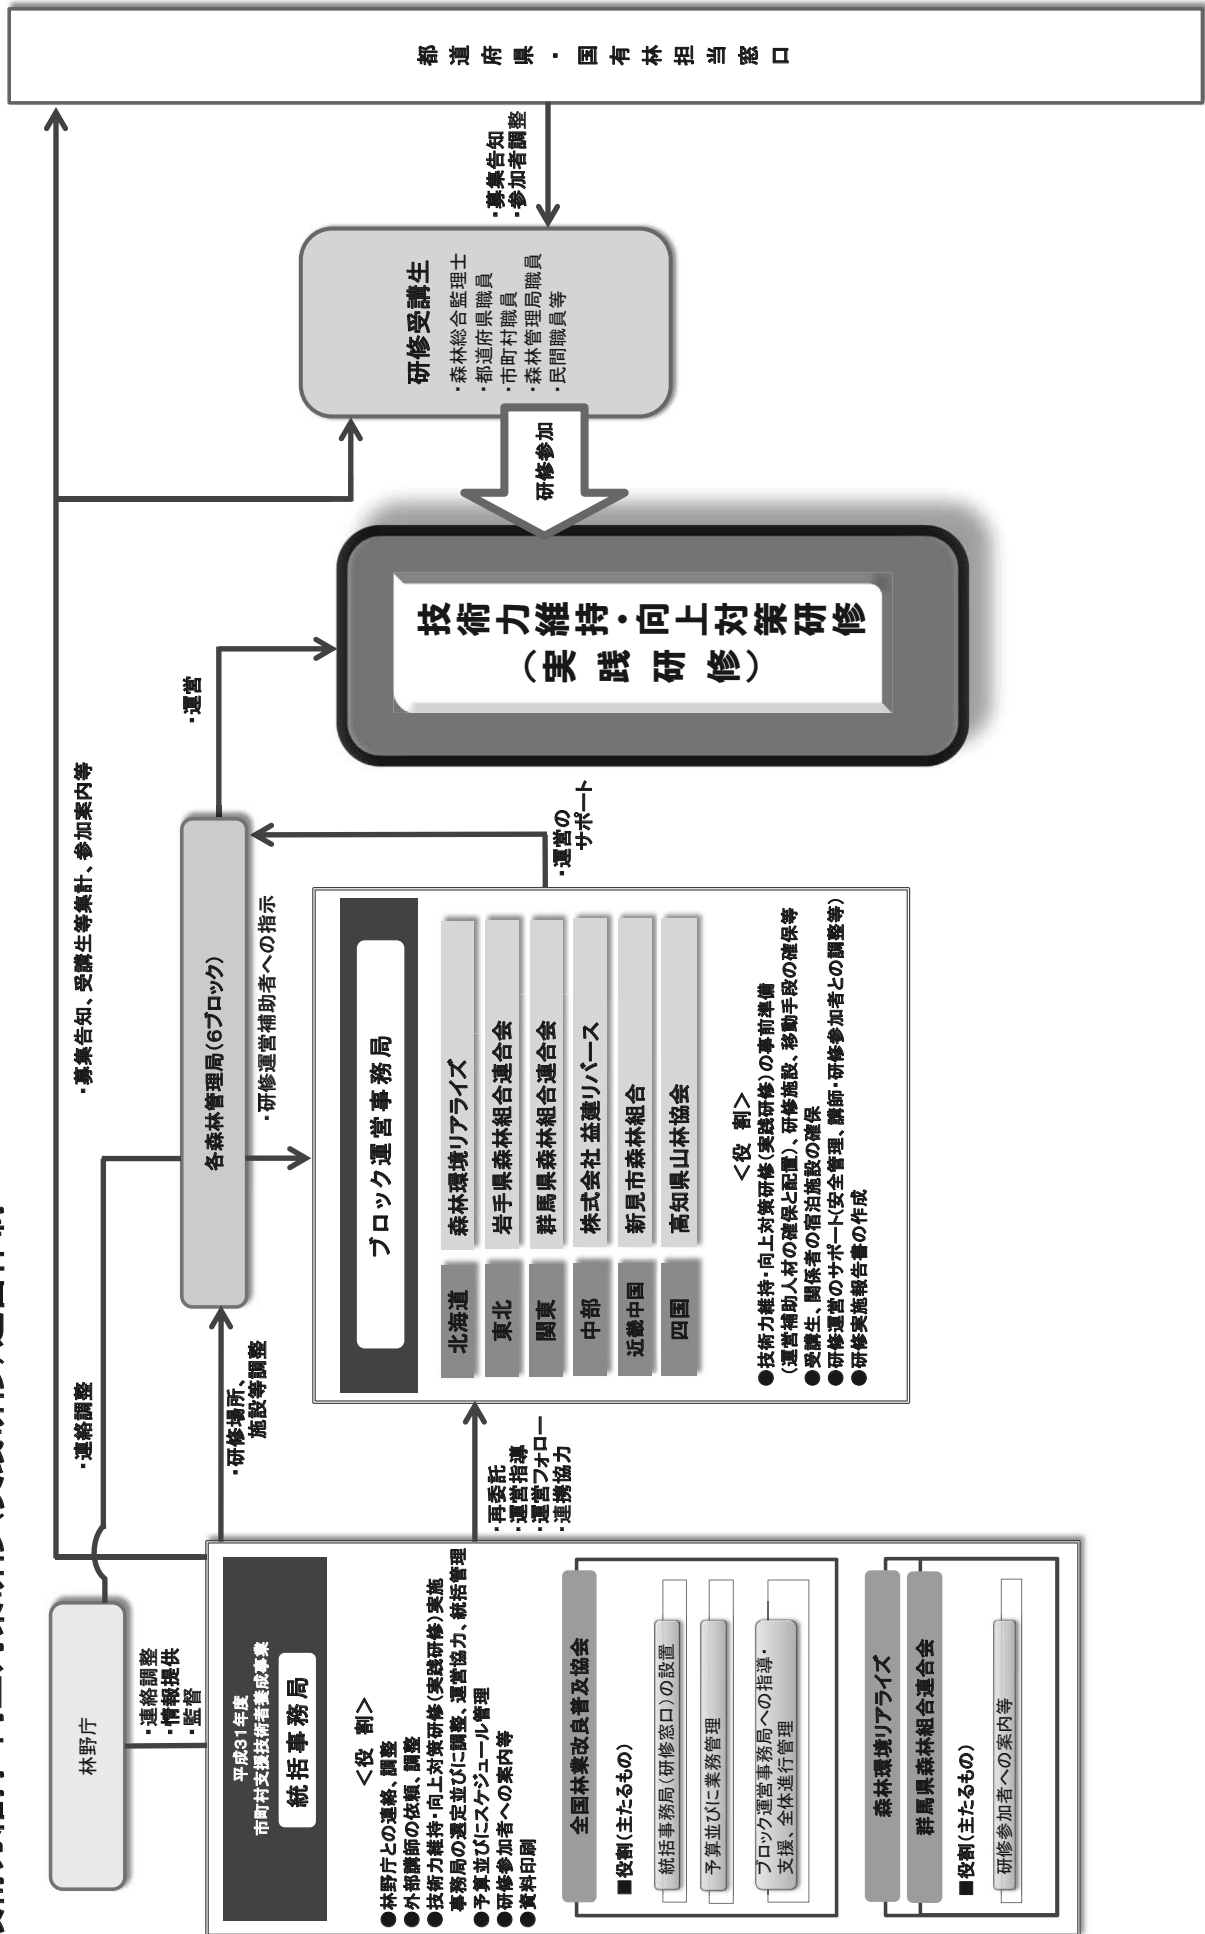 林野庁
・連絡調整
・情報提供
・監督
平成31年度
市町村支援技術者養成事業
統括事務局
＜役 割＞
●林野庁との連絡、調整
●外部講師の依頼、調整
●技術力維持・向上対策研修（実践研修）実施
事務局の選定並びに調整、運営協力、統括管理
●予算並びにスケジュール管理
●研修参加者への案内等
●資料印刷
全国林業改良普及協会
■役割（主たるもの）
統括事務局（研修窓口）の設置
予算並びに業務管理
ブロック運営事務局への指導・
支援、全体進行管理
森林環境リアライズ
群馬県森林組合連合会
■役割（主たるもの）
研修参加者への案内等
・連絡調整
・研修場所、
施設等調整
・再委託
・運営指導
・運営フォロー
・連携協力
・募集告知、受講生等集計、参加案内等
各森林管理局（6ブロック）
・研修運営補助者への指示
ブロック運営事務局
北海道 森林環境リアライズ
東北 岩手県森林組合連合会
関東 群馬県森林組合連合会
中部 株式会社 益建リバース
近畿中国 新見市森林組合
四国 高知県山林協会
＜役 割＞
●技術力維持・向上対策研修（実践研修）の事前準備
（運営補助人材の確保と配置）、研修施設、移動手段の確保等
●受講生、関係者の宿泊施設の確保
●研修運営のサポート（安全管理、講師・研修参加者との調整等）
●研修実施報告書の作成
・運営
・運営の
サポート
技術力維持・向上対策研修
（実 践 研 修）
研修参加
研修受講生
・森林総合監理士
・都道府県職員
・市町村職員
・森林管理局職員
・民間職員等
・募集告知
・参加者調整
都道府県・国有林担当窓口